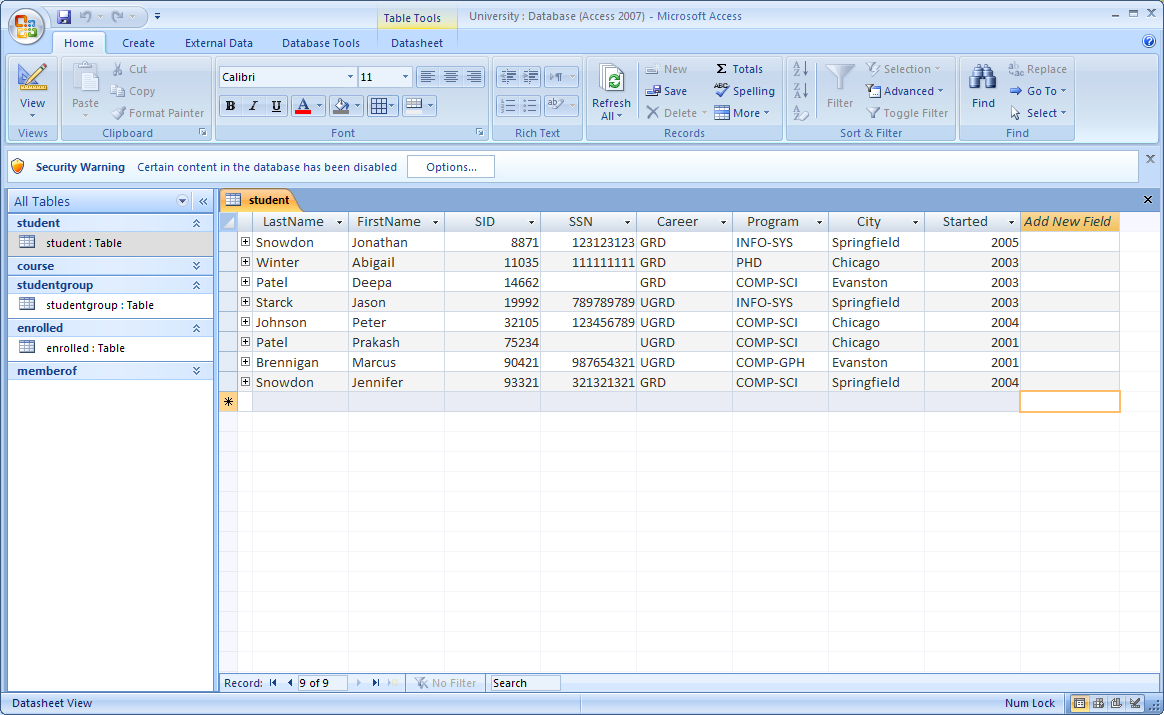 Table Tools University : Database (Access 2007) - Microsoft Access
Home Create External Data Database Tools Datasheet
View
Views
Paste
Cut
Copy
Format Painter
Clipboard
Calibri 11
B I U A
Font
ab
Rich Text
Refresh
All
New Σ Totals
Save ABC Spelling
Delete More
Records
A Z
Z A
Filter
Selection
Advanced
Toggle Filter
Sort & Filter
Find
Replace
Go To
Select
Find
Security Warning Certain content in the database has been disabled Options...
All Tables «
student
student : Table
course
studentgroup
studentgroup : Table
enrolled
enrolled : Table
memberof
student
LastName FirstName SID SSN Career Program City Started Add New Field
Snowdon Jonathan 8871 123123123 GRD INFO-SYS Springfield 2005
Winter Abigail 11035 111111111 GRD PHD Chicago 2003
Patel Deepa 14662 GRD COMP-SCI Evanston 2003
Starck Jason 19992 789789789 UGRD INFO-SYS Springfield 2003
Johnson Peter 32105 123456789 UGRD COMP-SCI Chicago 2004
Patel Prakash 75234 UGRD COMP-SCI Chicago 2001
Brennigan Marcus 90421 987654321 UGRD COMP-GPH Evanston 2001
Snowdon Jennifer 93321 321321321 GRD COMP-SCI Springfield 2004
Record: 9 of 9 No Filter Search
Datasheet View Num Lock